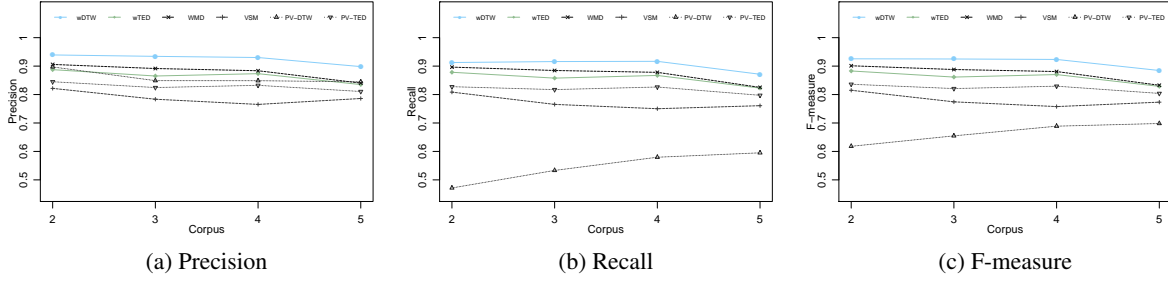 wDTW wTED WMD VSM PV−DTW PV−TED
1
0.9
0.8
0.7
0.6
0.5
Precision
2 3 4 5
Corpus
(a) Precision
wDTW wTED WMD VSM PV−DTW PV−TED
1
0.9
0.8
0.7
0.6
0.5
Recall
2 3 4 5
Corpus
(b) Recall
wDTW wTED WMD VSM PV−DTW PV−TED
1
0.9
0.8
0.7
0.6
0.5
F−measure
2 3 4 5
Corpus
(c) F-measure